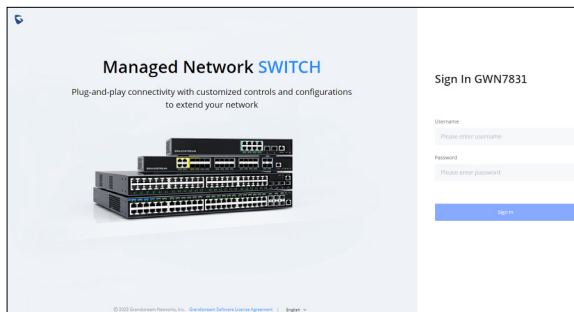 Managed Network SWITCH
Plug-and-play connectivity with customized controls and configurations
to extend your network
© 2022 Grandstream Networks, Inc. Grandstream Software License Agreement | English
Sign In GWN7831
Username
Please enter username
Password
Please enter password
Sign In